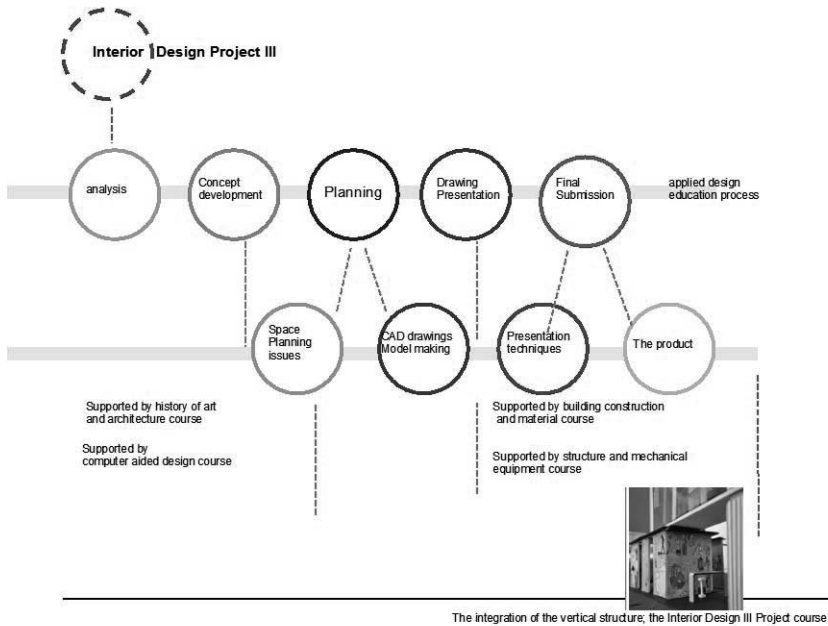 Interior Design Project III
analysis
Concept
development
Planning
Drawing
Presentation
Final
Submission
applied design
education process
Space
Planning
issues
CAD drawings
Model making
Presentation
techniques
The product
Supported by history of art
and architecture course
Supported by
computer aided design course
Supported by building construction
and material course
Supported by structure and mechanical
equipment course
The integration of the vertical structure; the Interior Design III Project course